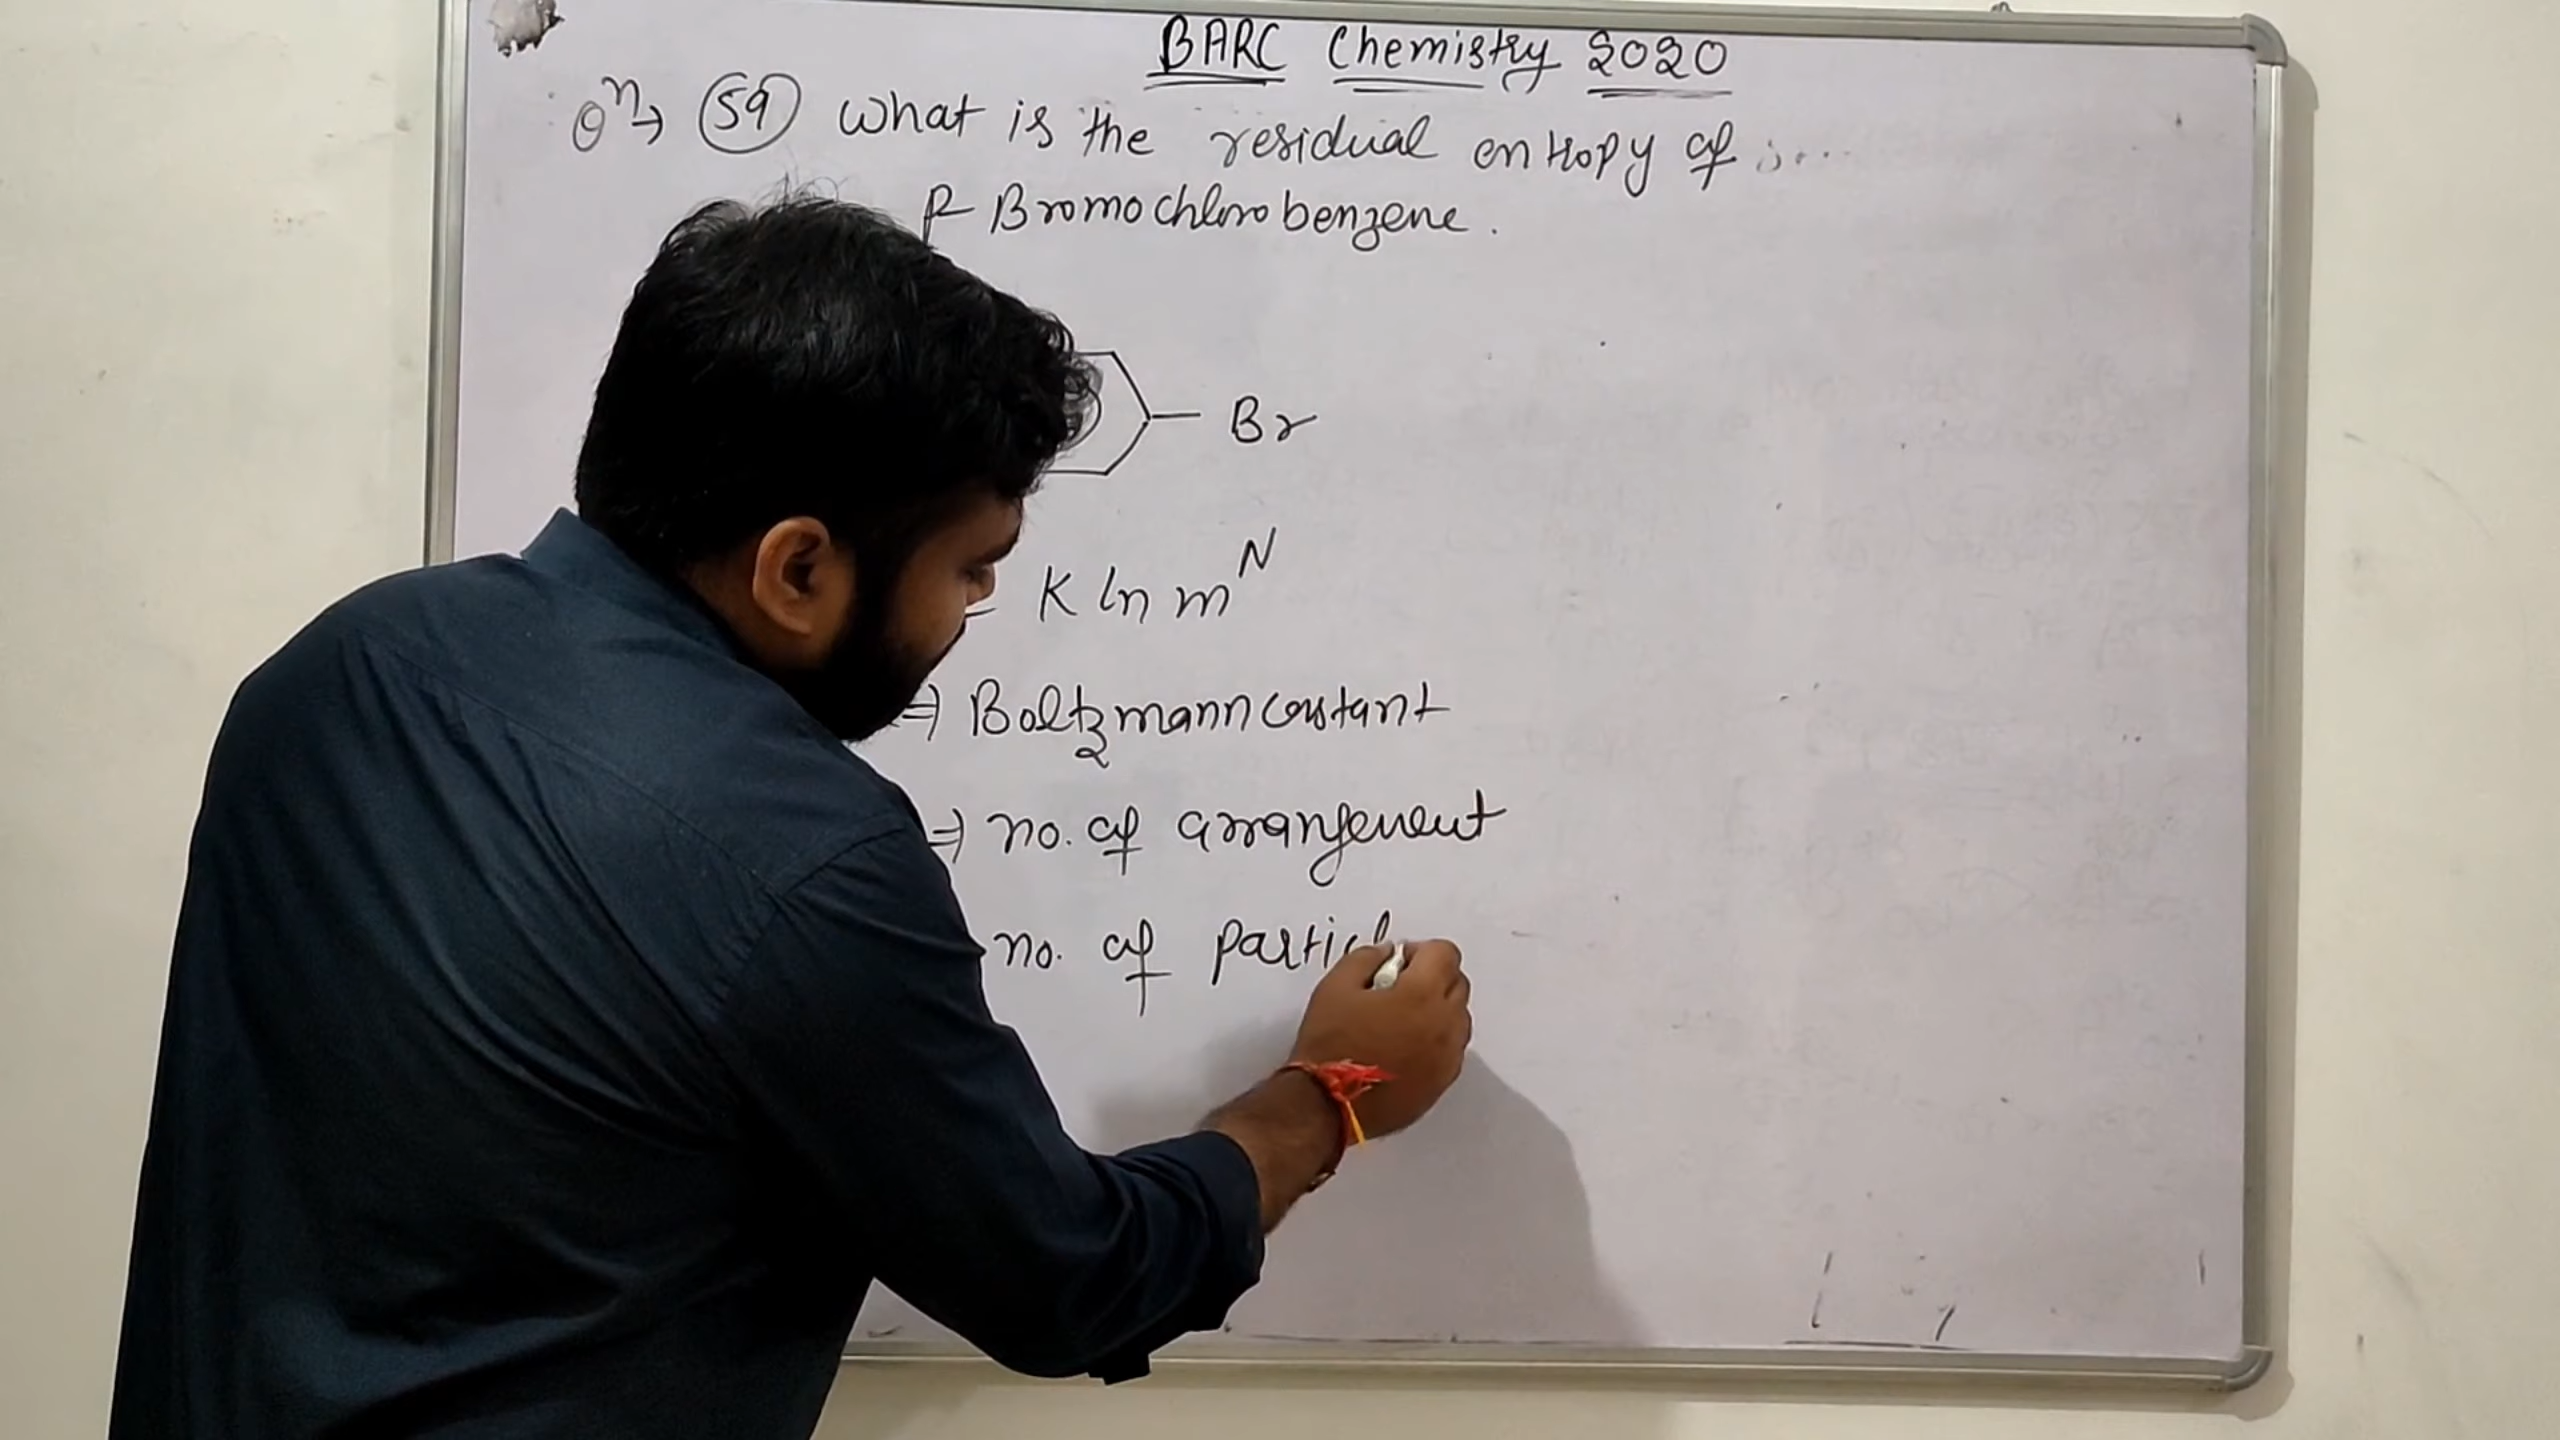 BARC Chemistry 2020
Qn→ 59 What is the residual entropy of :...
P-Bromochlorobenzene.
Br
= K ln m^N
⇒ Boltzmann constant
⇒ no. of arrangement
no. of particl